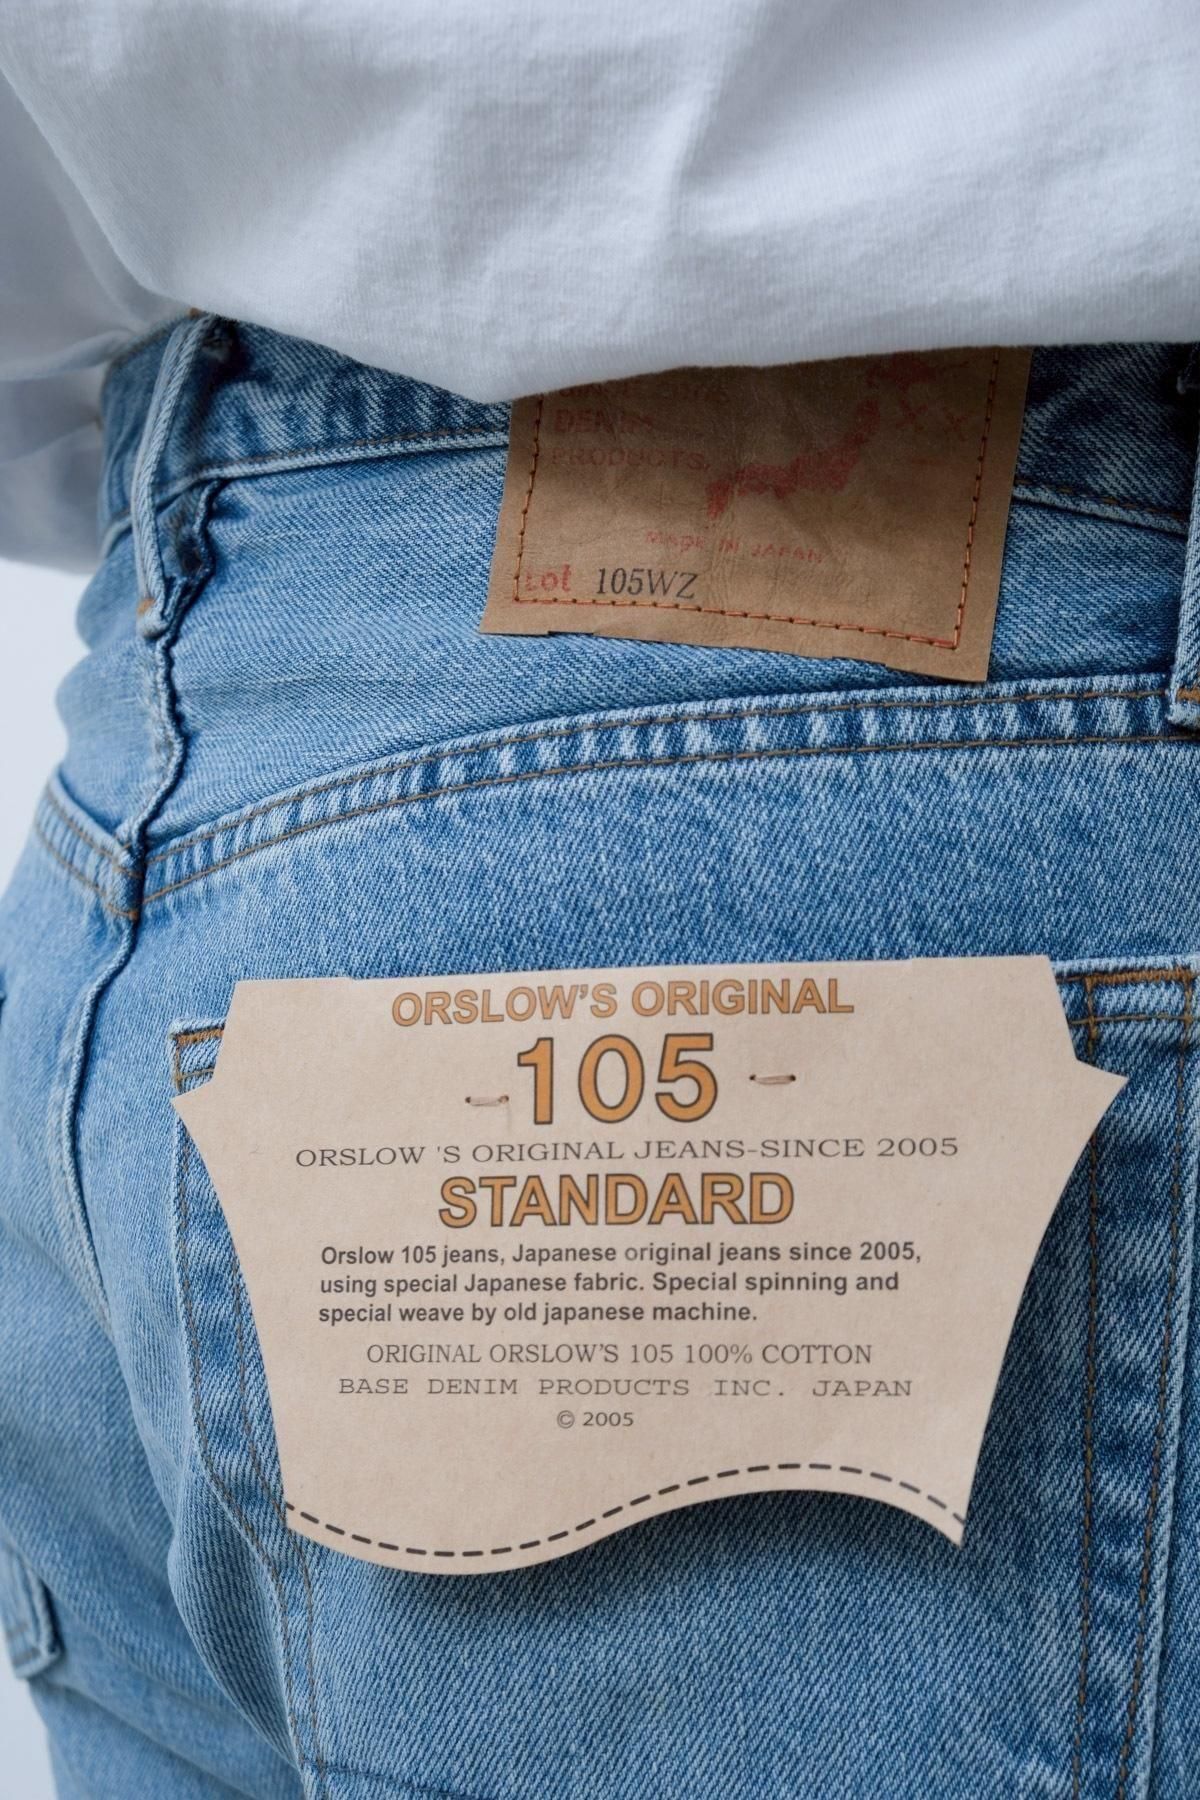 DENIM
PRODUCTS.
MADE IN JAPAN
Lot 105WZ
ORSLOW'S ORIGINAL
105
ORSLOW 'S ORIGINAL JEANS-SINCE 2005
STANDARD
Orslow 105 jeans, Japanese original jeans since 2005,
using special Japanese fabric. Special spinning and
special weave by old japanese machine.
ORIGINAL ORSLOW'S 105 100% COTTON
BASE DENIM PRODUCTS INC. JAPAN
© 2005